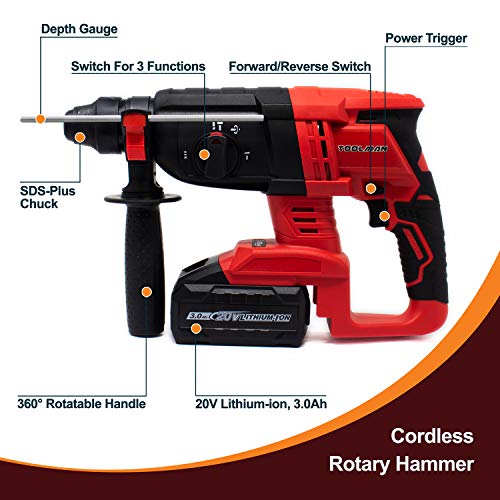 Depth Gauge
Power Trigger
Switch For 3 Functions
Forward/Reverse Switch
TOOLMAN
SDS-Plus
Chuck
3.0Ah 20V LITHIUM-ION
360° Rotatable Handle
20V Lithium-ion, 3.0Ah
Cordless
Rotary Hammer